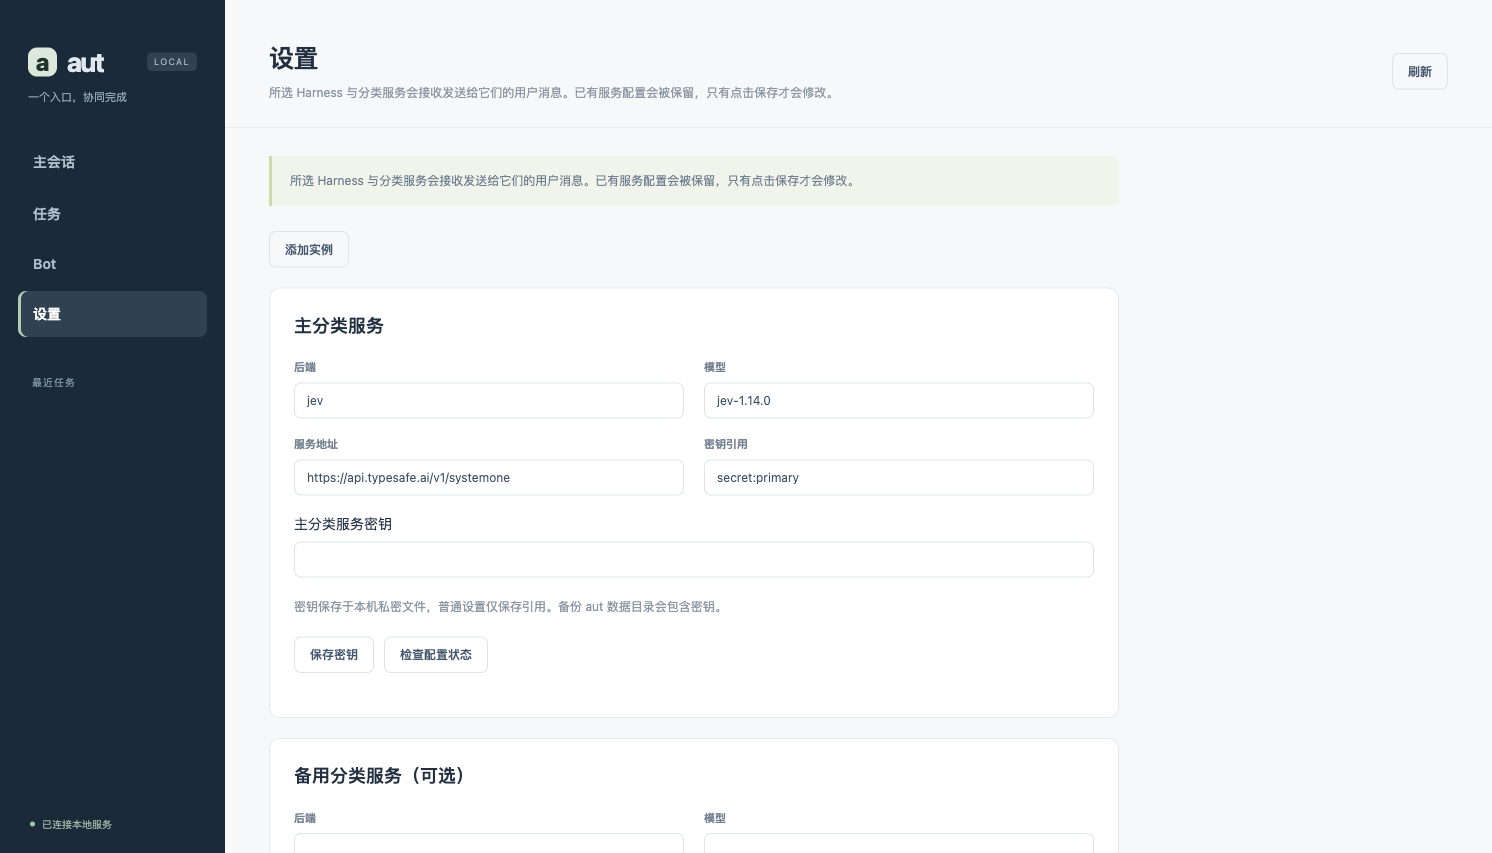 a aut LOCAL
一个入口，协同完成
主会话
任务
Bot
设置
最近任务
已连接本地服务
设置
所选 Harness 与分类服务会接收发送给它们的用户消息。已有服务配置会被保留，只有点击保存才会修改。
刷新
所选 Harness 与分类服务会接收发送给它们的用户消息。已有服务配置会被保留，只有点击保存才会修改。
添加实例
主分类服务
后端 模型
jev jev-1.14.0
服务地址 密钥引用
https://api.typesafe.ai/v1/systemone secret:primary
主分类服务密钥
密钥保存于本机私密文件，普通设置仅保存引用。备份 aut 数据目录会包含密钥。
保存密钥 检查配置状态
备用分类服务（可选）
后端 模型